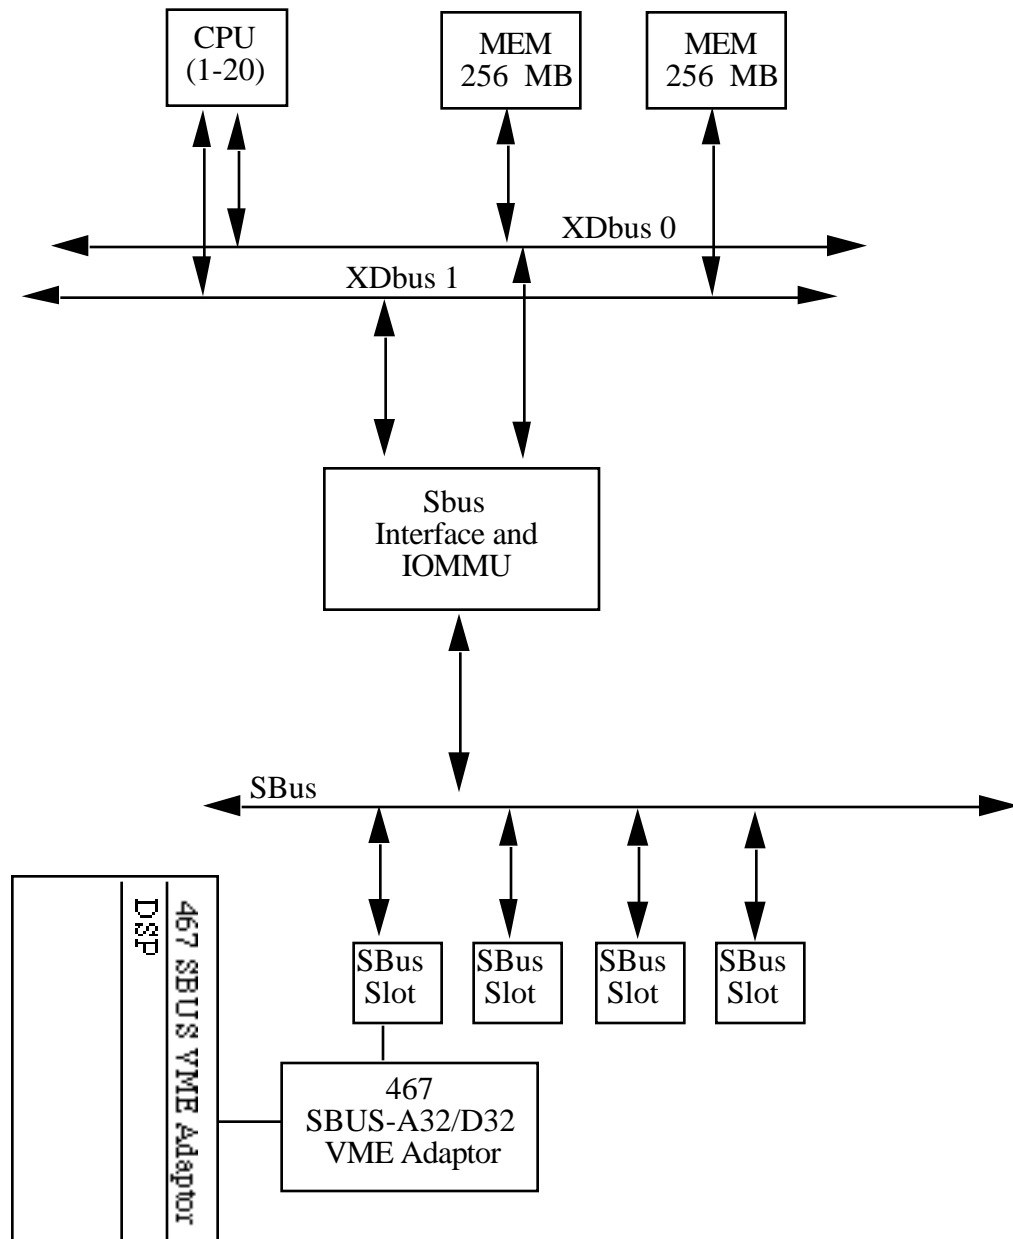 CPU
(1-20)
MEM
256 MB
MEM
256 MB
XDbus 0
XDbus 1
Sbus
Interface and
IOMMU
SBus
SBus
Slot
SBus
Slot
SBus
Slot
SBus
Slot
467 SBUS VME Adaptor
DSP
467
SBUS-A32/D32
VME Adaptor